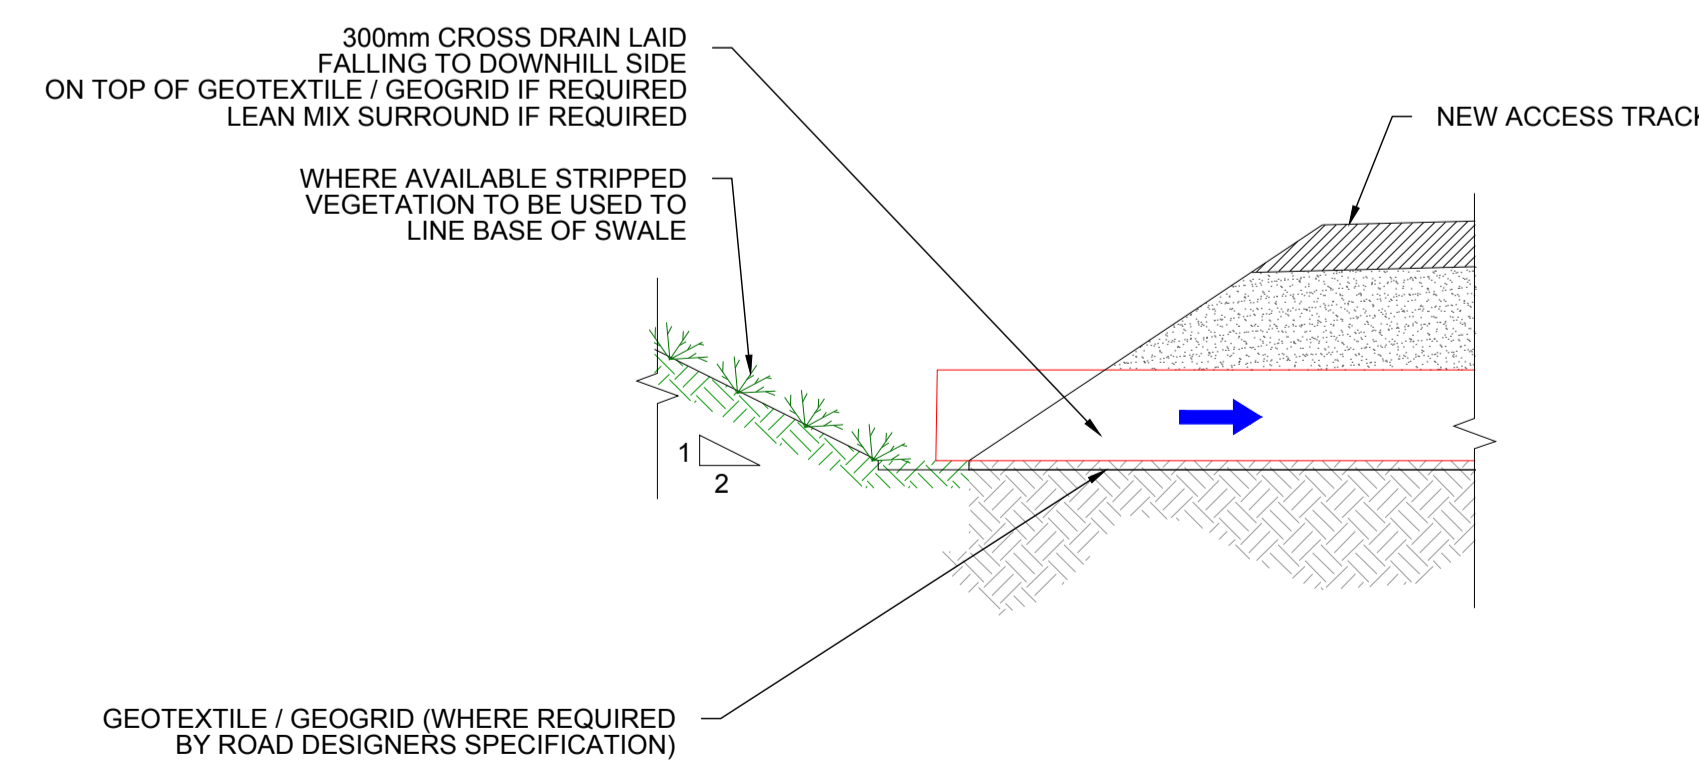 300mm CROSS DRAIN LAID
FALLING TO DOWNHILL SIDE
ON TOP OF GEOTEXTILE / GEOGRID IF REQUIRED
LEAN MIX SURROUND IF REQUIRED
NEW ACCESS TRACK
WHERE AVAILABLE STRIPPED
VEGETATION TO BE USED TO
LINE BASE OF SWALE
1
2
GEOTEXTILE / GEOGRID (WHERE REQUIRED
BY ROAD DESIGNERS SPECIFICATION)